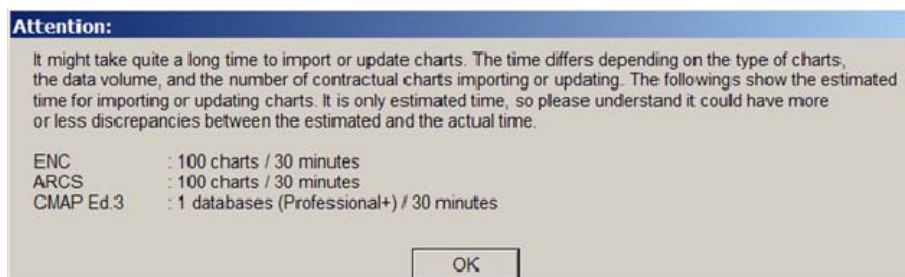 Attention:
It might take quite a long time to import or update charts. The time differs depending on the type of charts,
the data volume, and the number of contractual charts importing or updating. The followings show the estimated
time for importing or updating charts. It is only estimated time, so please understand it could have more
or less discrepancies between the estimated and the actual time.
ENC : 100 charts / 30 minutes
ARCS : 100 charts / 30 minutes
CMAP Ed.3 : 1 databases (Professional+) / 30 minutes
OK